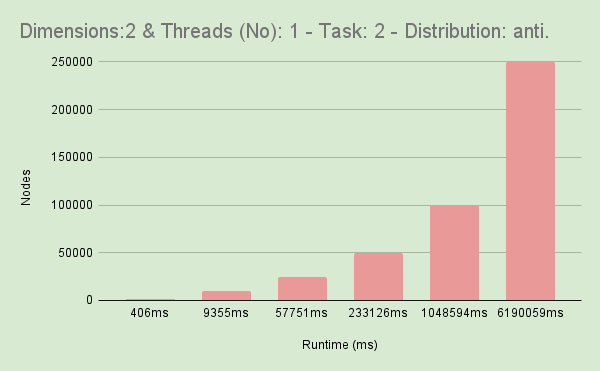 Dimensions:2 & Threads (No): 1 - Task: 2 - Distribution: anti.
250000
200000
150000
100000
50000
0
Nodes
406ms 9355ms 57751ms 233126ms 1048594ms 6190059ms
Runtime (ms)